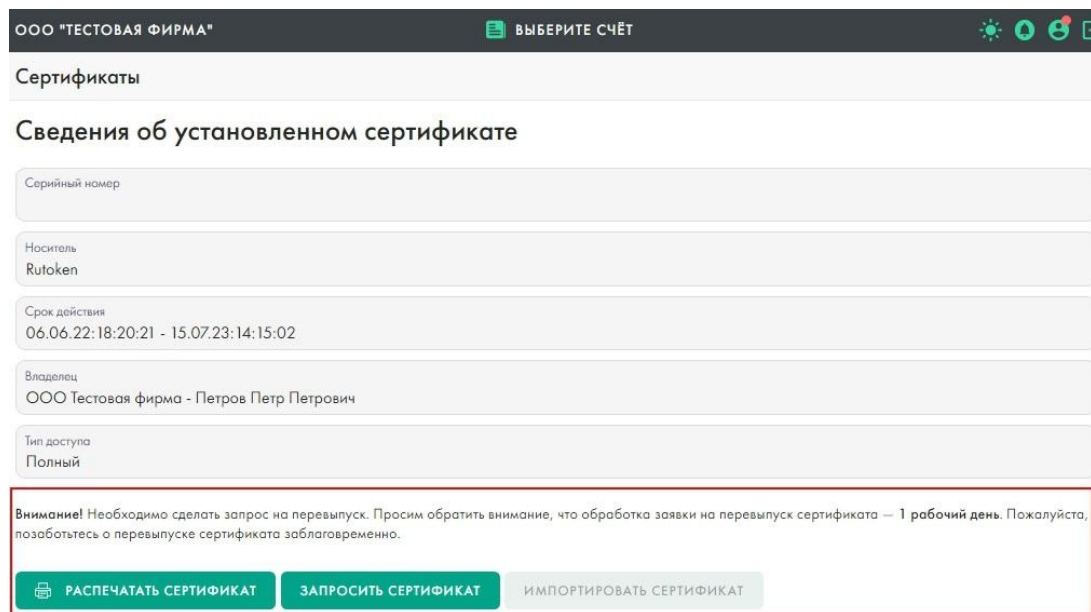 ООО "ТЕСТОВАЯ ФИРМА"
ВЫБЕРИТЕ СЧЁТ
Сертификаты
Сведения об установленном сертификате
Серийный номер
Носитель
Rutoken
Срок действия
06.06.22:18:20:21 - 15.07.23:14:15:02
Владелец
ООО Тестовая фирма - Петров Петр Петрович
Тип доступа
Полный
Внимание! Необходимо сделать запрос на перевыпуск. Просим обратить внимание, что обработка заявки на перевыпуск сертификата — 1 рабочий день. Пожалуйста,
позаботьтесь о перевыпуске сертификата заблаговременно.
РАСПЕЧАТАТЬ СЕРТИФИКАТ
ЗАПРОСИТЬ СЕРТИФИКАТ
ИМПОРТИРОВАТЬ СЕРТИФИКАТ